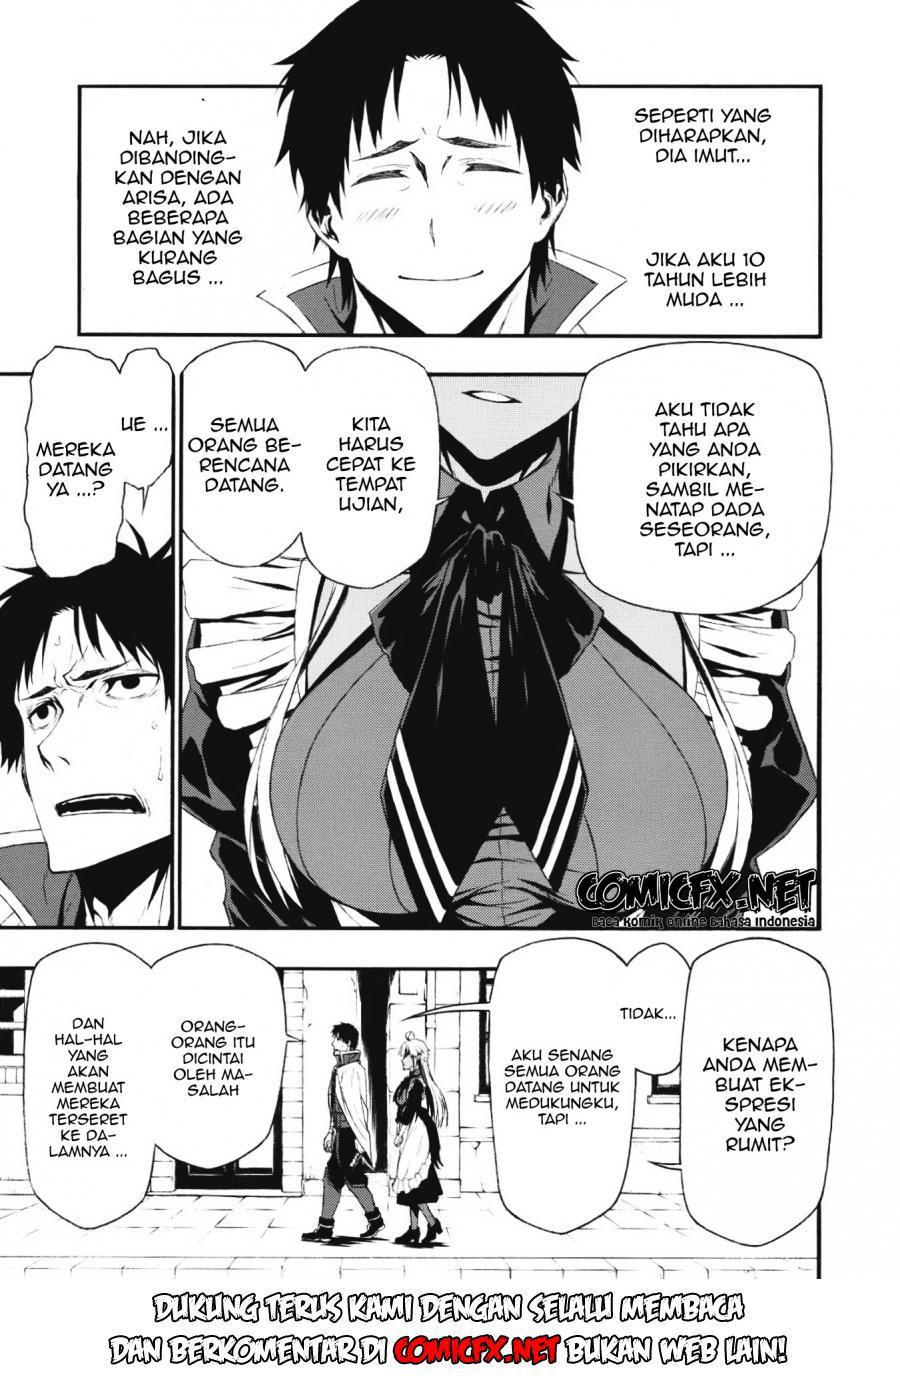 SEPERTI YANG
DIHARAPKAN,
DIA IMUT...
JIKA AKU 10
TAHUN LEBIH
MUDA ...
NAH, JIKA
DIBANDING-
KAN DENGAN
ARISA, ADA
BEBERAPA
BAGIAN YANG
KURANG
BAGUS ...
AKU TIDAK
TAHU APA
YANG ANDA
PIKIRKAN,
SAMBIL ME-
NATAP DADA
SESEORANG,
TAPI ...
KITA
HARUS
CEPAT KE
TEMPAT
UJIAN,
SEMUA
ORANG BE-
RENCANA
DATANG.
UE ...
MEREKA
DATANG
YA ...?
COMICFX.NET
Baca Komik Online Bahasa Indonesia
KENAPA
ANDA MEM-
BUAT EK-
SPRESI
YANG
RUMIT?
TIDAK...
AKU SENANG
SEMUA ORANG
DATANG UNTUK
MEDUKUNGKU,
TAPI ...
ORANG-
ORANG ITU
DICINTAI
OLEH MA-
SALAH
DAN
HAL-HAL
YANG
AKAN
MEMBUAT
MEREKA
TERSERET
KE DA-
LAMNYA ...
DUKUNG TERUS KAMI DENGAN SELALU MEMBACA
DAN BERKOMENTAR DI COMICFX.NET BUKAN WEB LAIN!